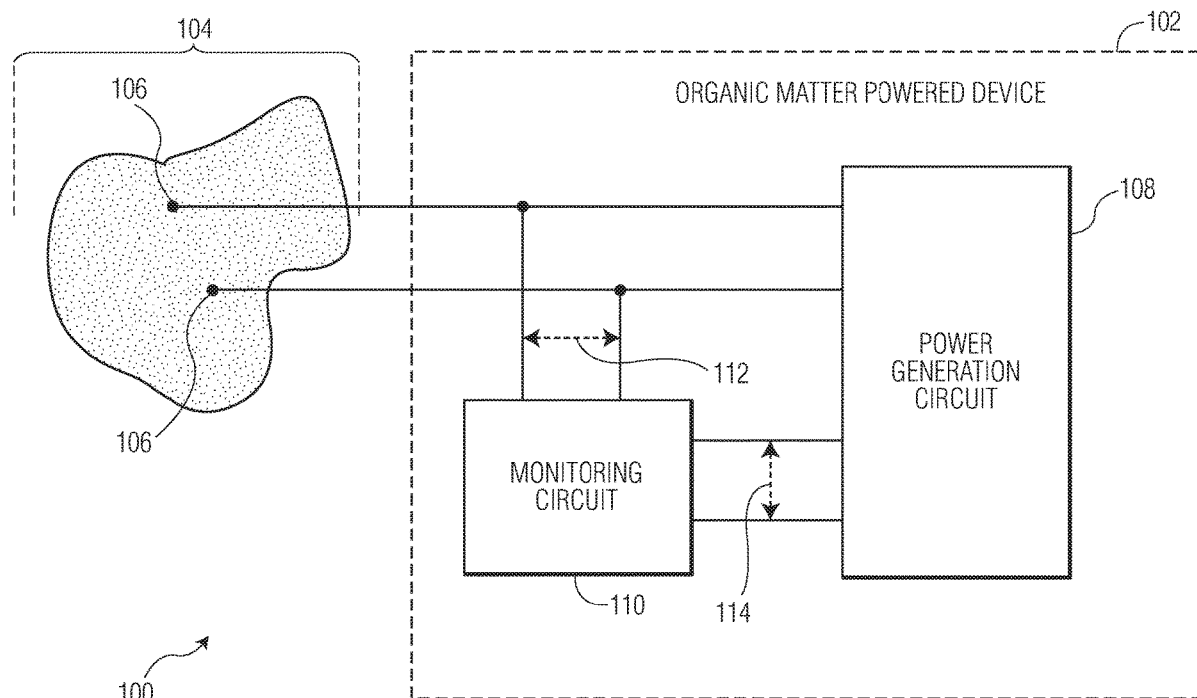 102
104
ORGANIC MATTER POWERED DEVICE
106
108
POWER
GENERATION
CIRCUIT
112
106
MONITORING
CIRCUIT
114
110
100